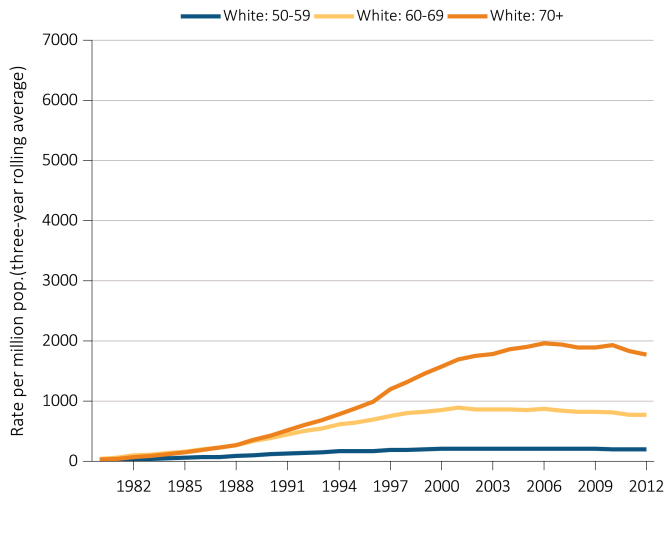 White: 50-59 White: 60-69 White: 70+
7000
6000
5000
4000
3000
2000
1000
0
Rate per million pop.(three-year rolling average)
1982 1985 1988 1991 1994 1997 2000 2003 2006 2009 2012